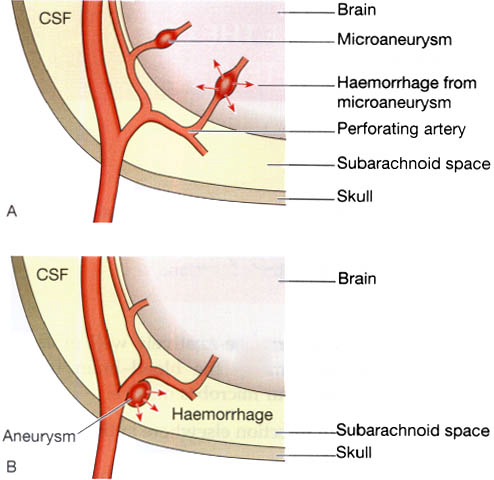 CSF
Brain
Microaneurysm
Haemorrhage from
microaneurysm
Perforating artery
Subarachnoid space
Skull
A
CSF
Brain
Haemorrhage
Aneurysm
Subarachnoid space
Skull
B